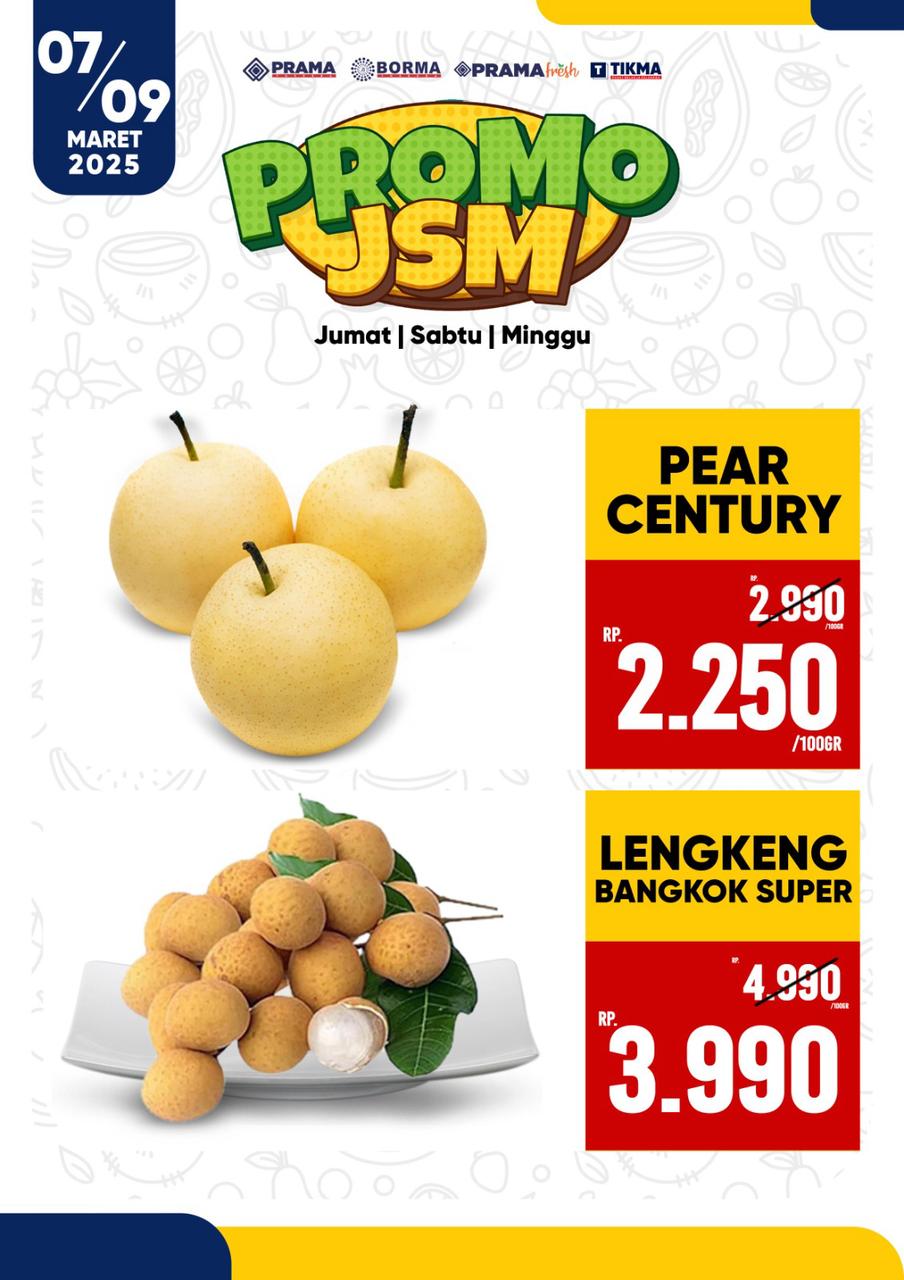 07/09
MARET
2025
PRAMA
BORMA
PRAMA fresh
TIKMA
PROMO
JSM
Jumat | Sabtu | Minggu
PEAR
CENTURY
RP.
2.990
/100GR
RP.
2.250
/100GR
LENGKENG
BANGKOK SUPER
RP.
4.990
/100GR
RP.
3.990